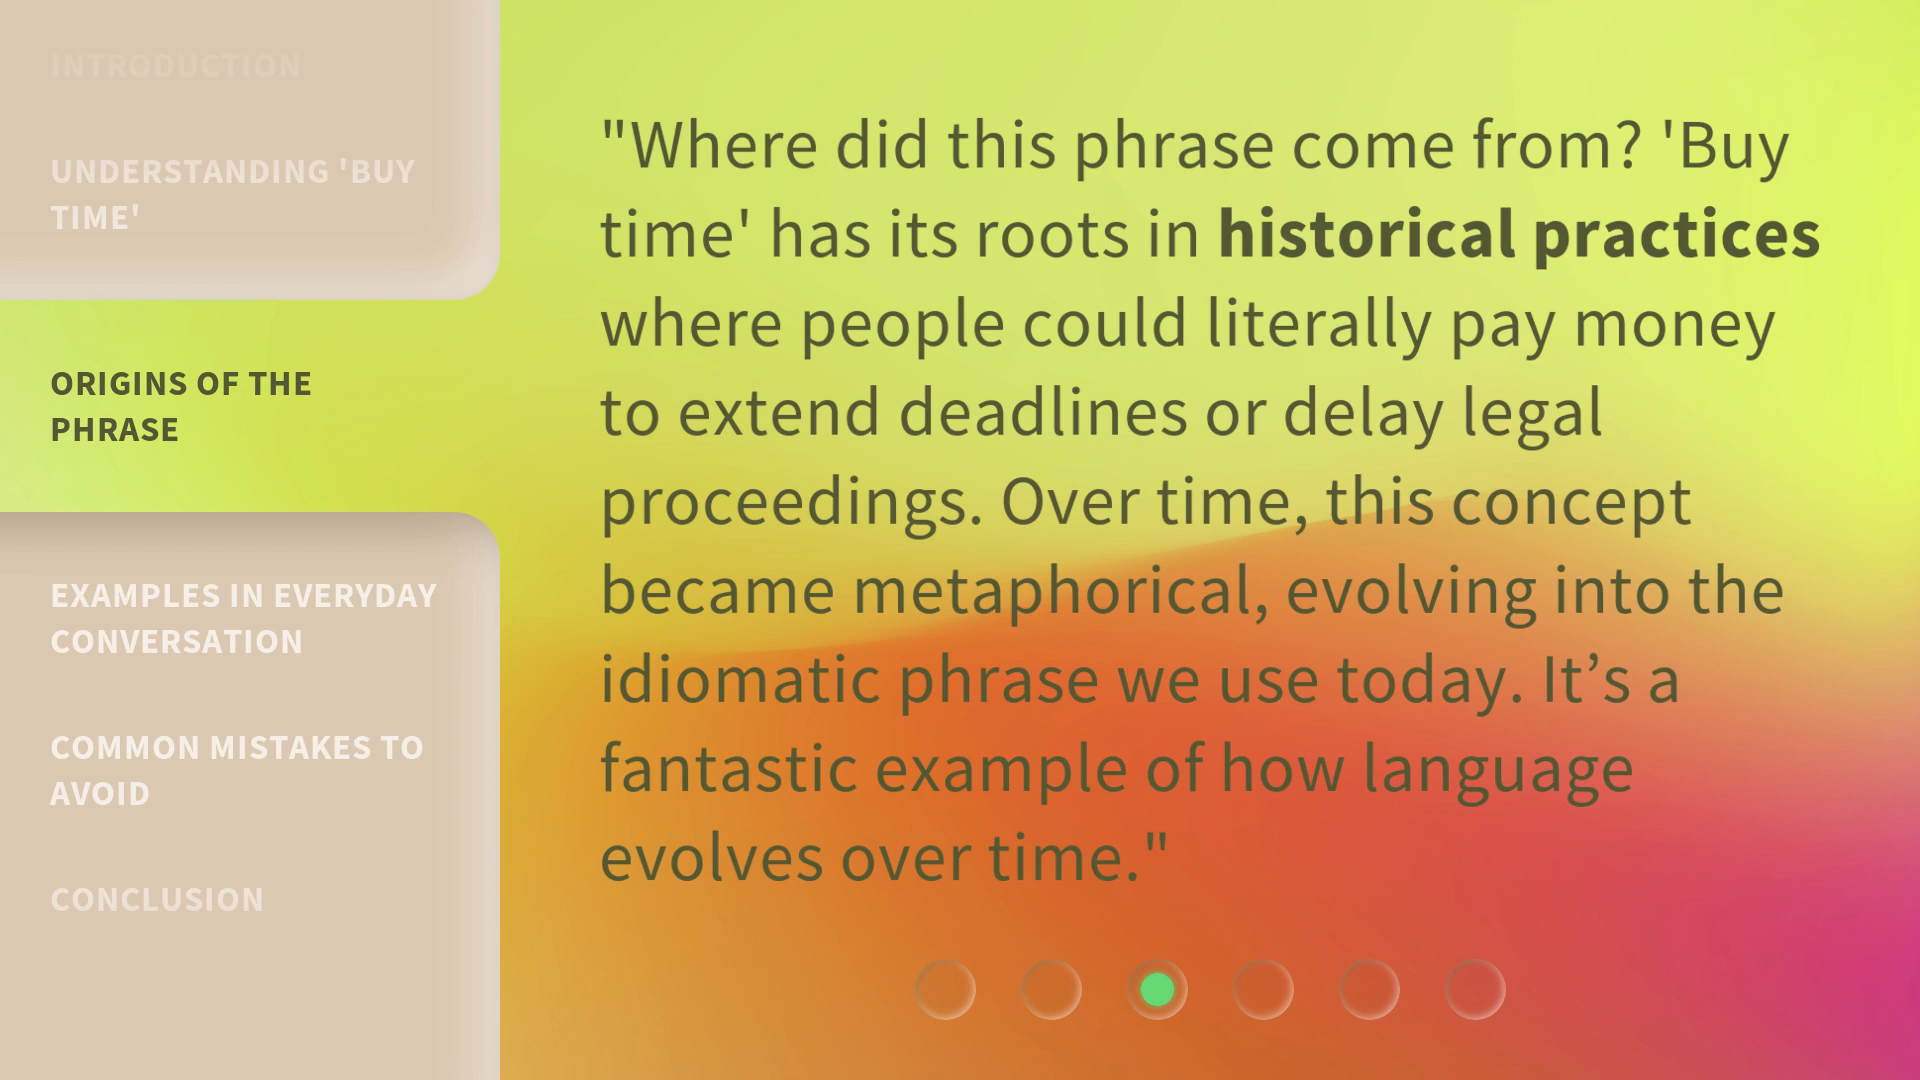 INTRODUCTION
UNDERSTANDING 'BUY
TIME'
ORIGINS OF THE
PHRASE
EXAMPLES IN EVERYDAY
CONVERSATION
COMMON MISTAKES TO
AVOID
CONCLUSION
"Where did this phrase come from? 'Buy
time' has its roots in historical practices
where people could literally pay money
to extend deadlines or delay legal
proceedings. Over time, this concept
became metaphorical, evolving into the
idiomatic phrase we use today. It’s a
fantastic example of how language
evolves over time."